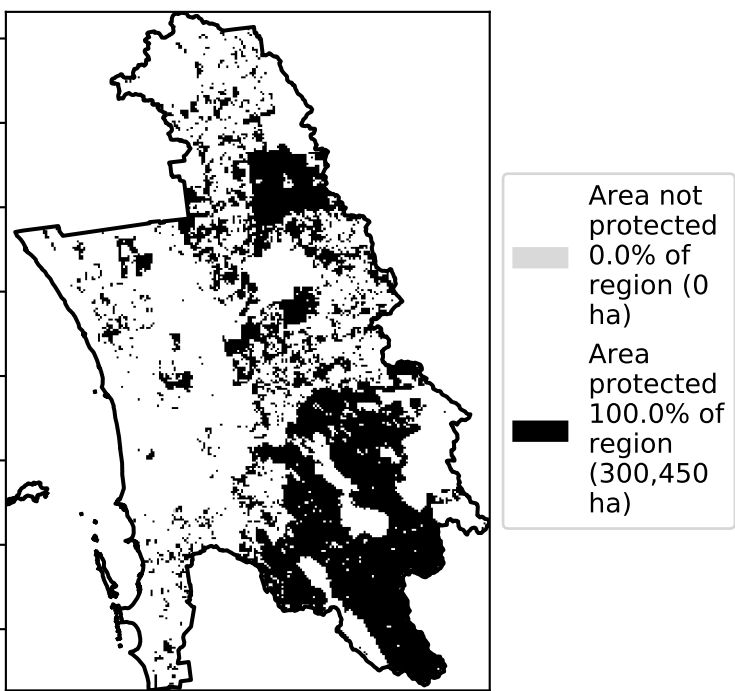 Area not
protected
0.0% of
region (0
ha)
Area
protected
100.0% of
region
(300,450
ha)